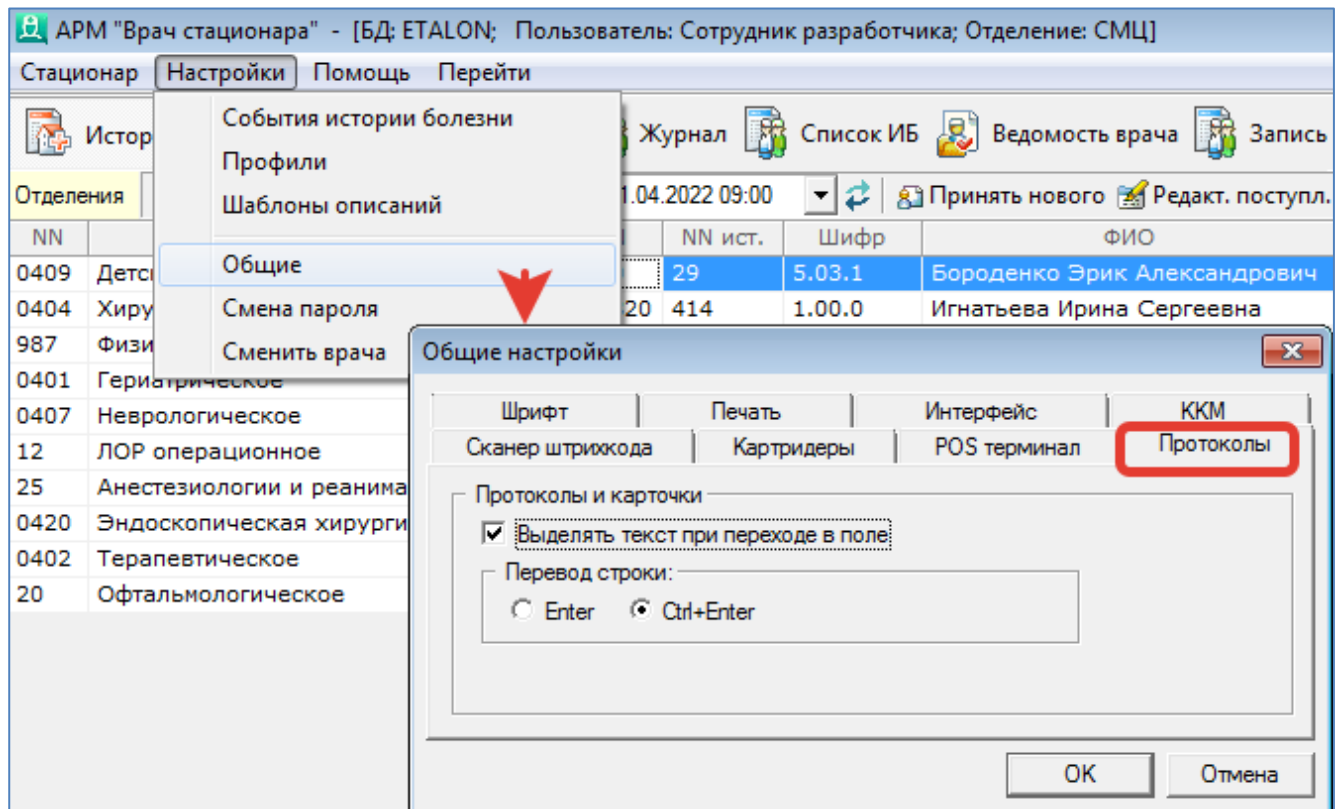 АРМ "Врач стационара" - [БД: ETALON; Пользователь: Сотрудник разработчика; Отделение: СМЦ]
Стационар Настройки Помощь Перейти
События истории болезни
Профили
Шаблоны описаний
Общие
Смена пароля
Сменить врача
Истор Журнал Список ИБ Ведомость врача Запись
Отделения 1.04.2022 09:00 Принять нового Редакт. поступл.
NN NN ист. Шифр ФИО
0409 Детс 29 5.03.1 Бороденко Эрик Александрович
0404 Хиру 20 414 1.00.0 Игнатьева Ирина Сергеевна
987 Физи
0401 Гериатрическое
0407 Неврологическое
12 ЛОР операционное
25 Анестезиологии и реанима
0420 Эндоскопическая хирурги
0402 Терапевтическое
20 Офтальмологическое
Общие настройки
Шрифт Печать Интерфейс ККМ
Сканер штрихкода Картридеры POS терминал Протоколы
Протоколы и карточки
Выделять текст при переходе в поле
Перевод строки:
Enter Ctrl+Enter
OK Отмена